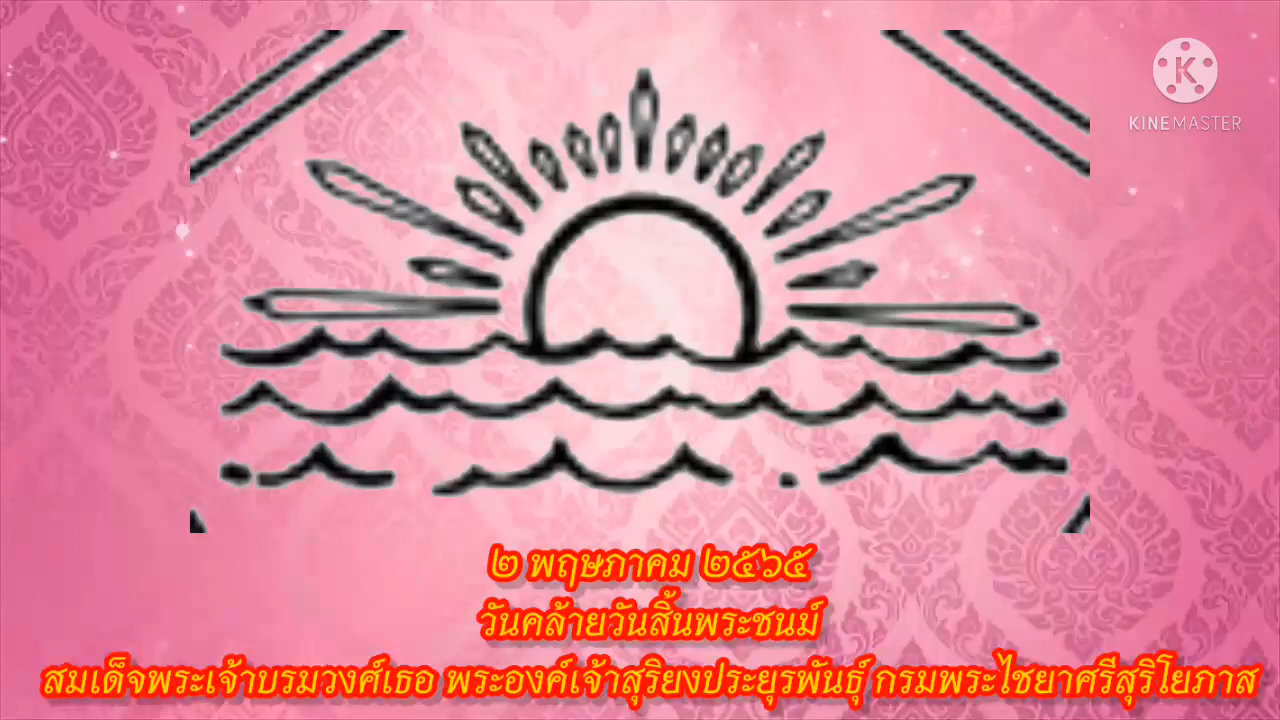 K
KINEMASTER
๒ พฤษภาคม ๒๕๖๕
วันคล้ายวันสิ้นพระชนม์
สมเด็จพระเจ้าบรมวงศ์เธอ พระองค์เจ้าสุริยงประยุรพันธุ์ กรมพระไชยาศรีสุริโยภาส